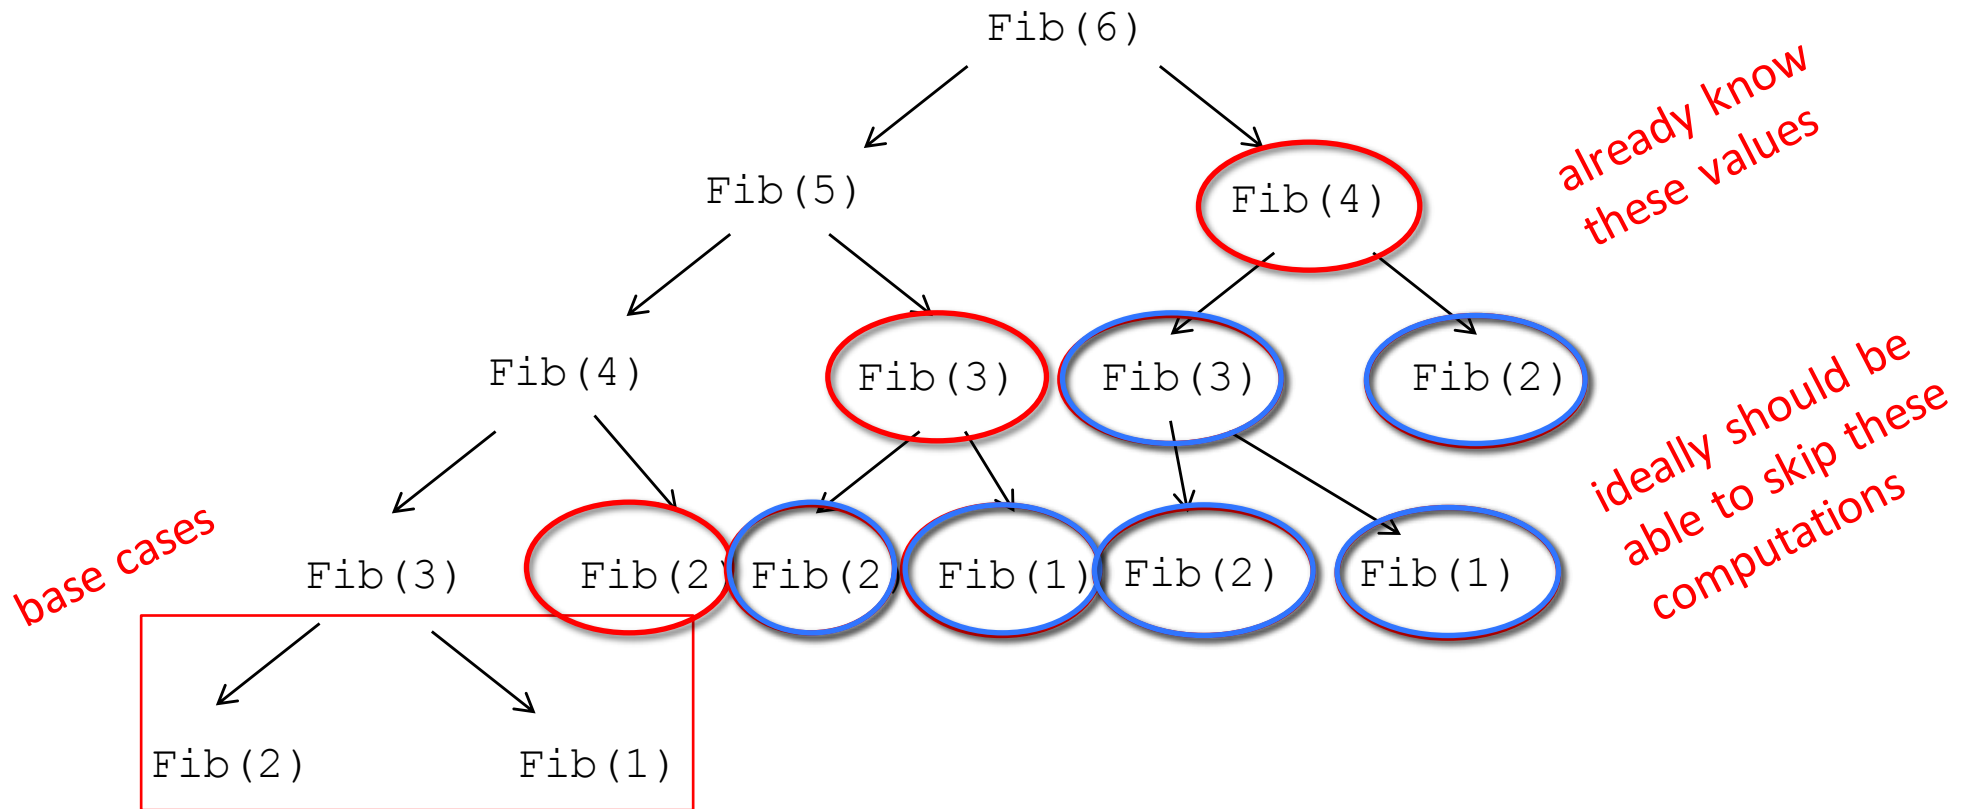 Fib(6)
already know
these values
Fib(5)
Fib(4)
Fib(4)
Fib(3)
Fib(3)
Fib(2)
ideally should be
able to skip these
computations
base cases
Fib(3)
Fib(2)
Fib(2
Fib(1)
Fib(2)
Fib(1)
Fib(2)
Fib(1)